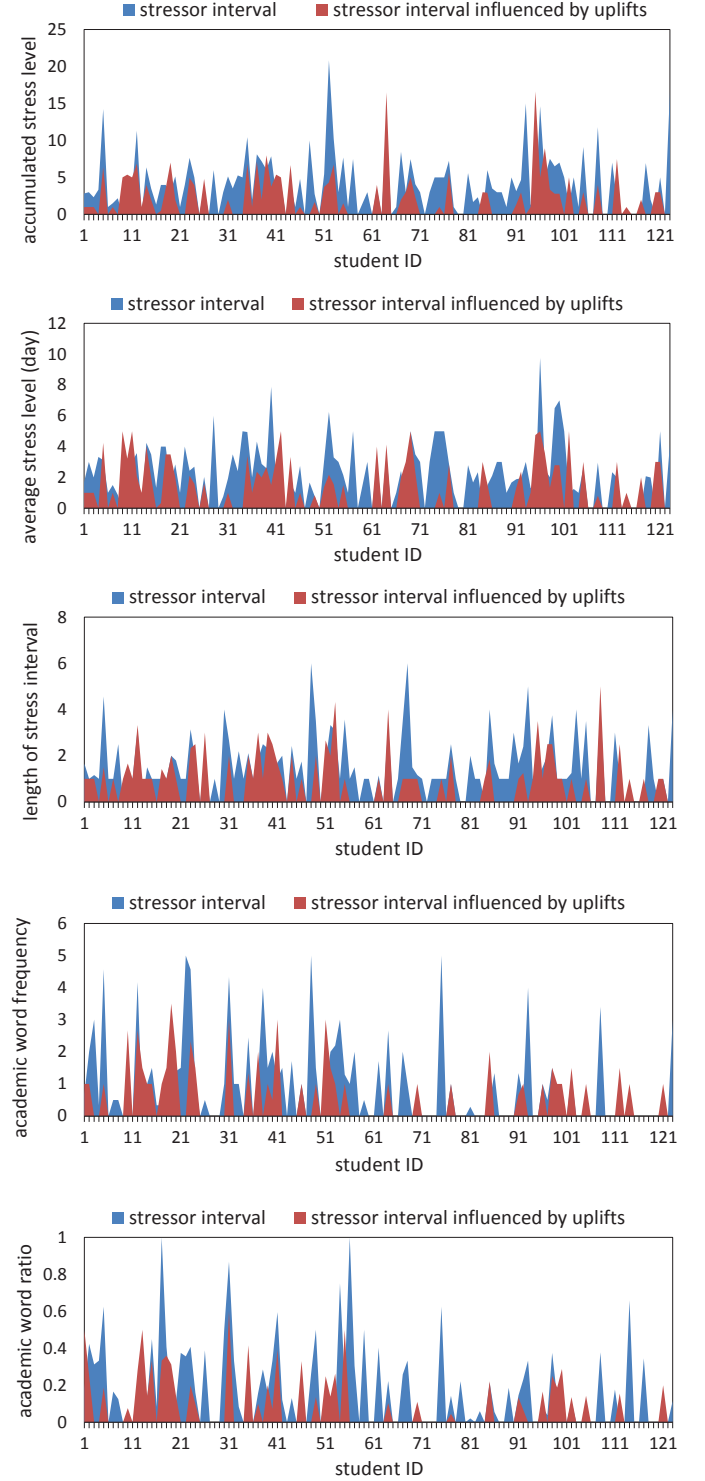 stressor interval stressor interval influenced by uplifts
accumulated stress level
25
20
15
10
5
0
1 11 21 31 41 51 61 71 81 91 101 111 121
student ID
stressor interval stressor interval influenced by uplifts
average stress level (day)
12
10
8
6
4
2
0
1 11 21 31 41 51 61 71 81 91 101 111 121
student ID
stressor interval stressor interval influenced by uplifts
length of stress interval
8
6
4
2
0
1 11 21 31 41 51 61 71 81 91 101 111 121
student ID
stressor interval stressor interval influenced by uplifts
academic word frequency
6
5
4
3
2
1
0
1 11 21 31 41 51 61 71 81 91 101 111 121
student ID
stressor interval stressor interval influenced by uplifts
academic word ratio
1
0.8
0.6
0.4
0.2
0
1 11 21 31 41 51 61 71 81 91 101 111 121
student ID